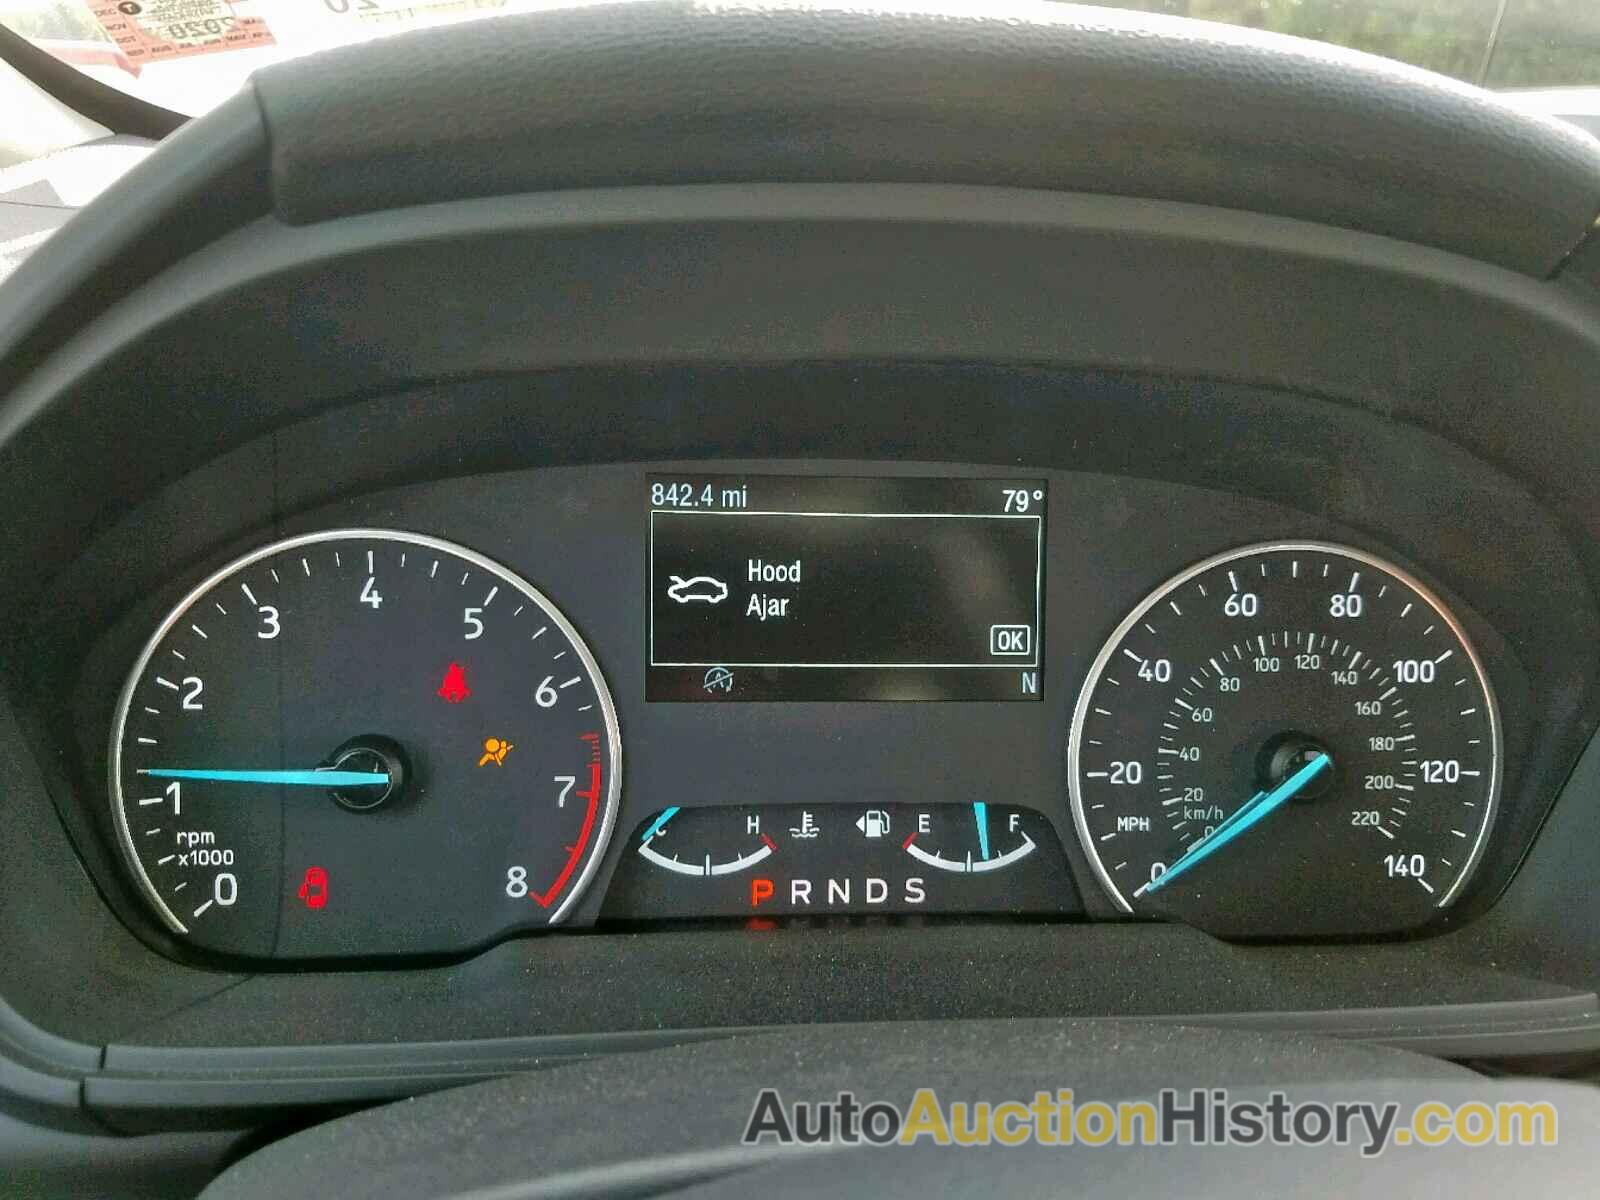 2020
842.4 mi 79°
Hood
Ajar
OK
N
0 1 2 3 4 5 6 7 8
rpm
x1000
C H E F
P R N D S
0 20 40 60 80 100 120 140
MPH
0 20 40 60 80 100 120 140 160 180 200 220
km/h
AutoAuctionHistory.com